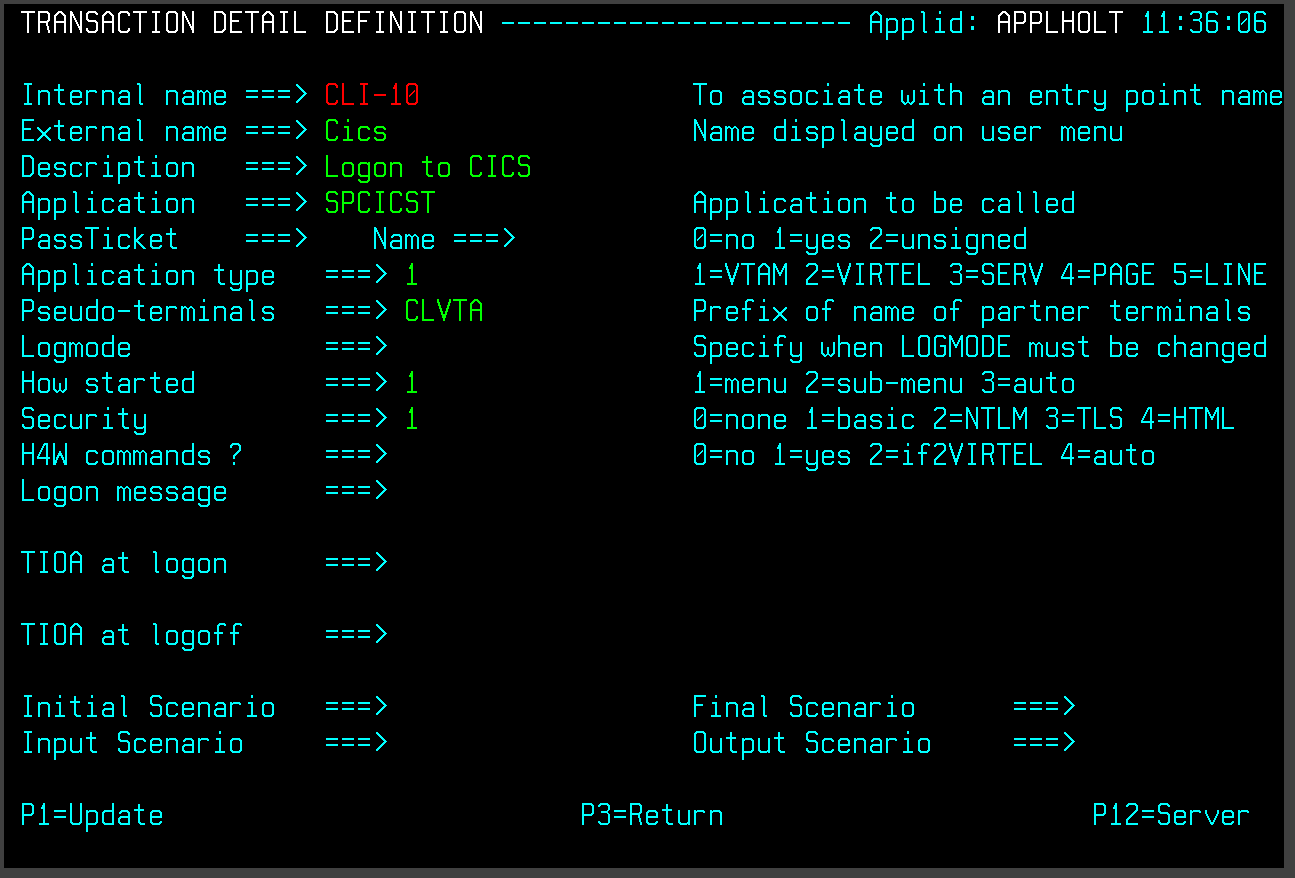 TRANSACTION DETAIL DEFINITION ---------------------- Applid: APPLHOLT 11:36:06
Internal name ===> CLI-10 To associate with an entry point name
External name ===> Cics Name displayed on user menu
Description ===> Logon to CICS
Application ===> SPCICST Application to be called
PassTicket ===> Name ===> 0=no 1=yes 2=unsigned
Application type ===> 1 1=VTAM 2=VIRTEL 3=SERV 4=PAGE 5=LINE
Pseudo-terminals ===> CLVTA Prefix of name of partner terminals
Logmode ===> Specify when LOGMODE must be changed
How started ===> 1 1=menu 2=sub-menu 3=auto
Security ===> 1 0=none 1=basic 2=NTLM 3=TLS 4=HTML
H4W commands ? ===> 0=no 1=yes 2=if2VIRTEL 4=auto
Logon message ===>
TIOA at logon ===>
TIOA at logoff ===>
Initial Scenario ===> Final Scenario ===>
Input Scenario ===> Output Scenario ===>
P1=Update P3=Return P12=Server